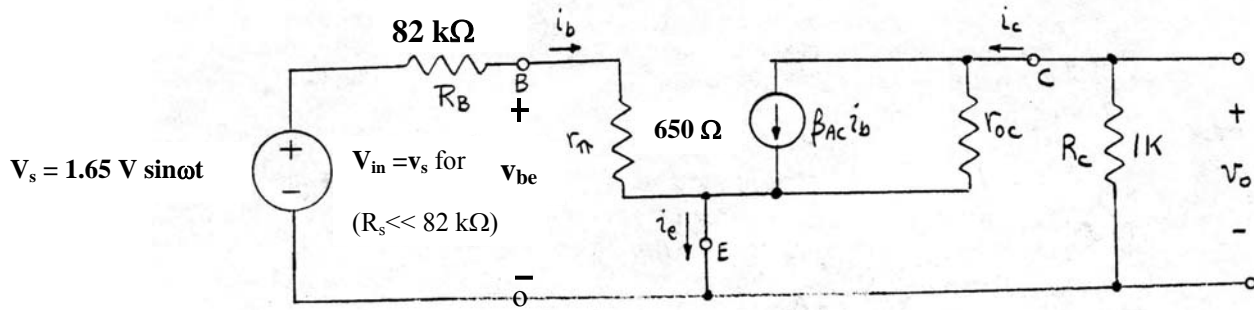 82 kΩ
i_b
i_c
R_B
B
C
+
+
−
V_s = 1.65 V sinωt
V_in = v_s for
(R_s<< 82 kΩ)
v_be
r_π
650 Ω
β_AC i_b
r_oc
R_c
1K
+
v_o
−
i_e
E
−